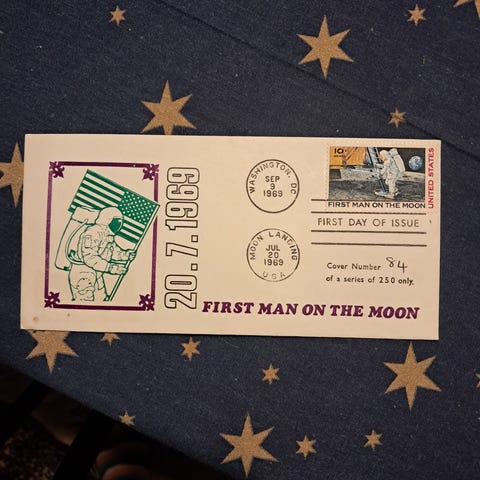 20.7.1969
WASHINGTON, DC
SEP
9
1969
MOON LANDING
JUL
20
1969
USA
10¢
UNITED STATES
FIRST MAN ON THE MOON
FIRST DAY OF ISSUE
Cover Number 84
of a series of 250 only.
FIRST MAN ON THE MOON